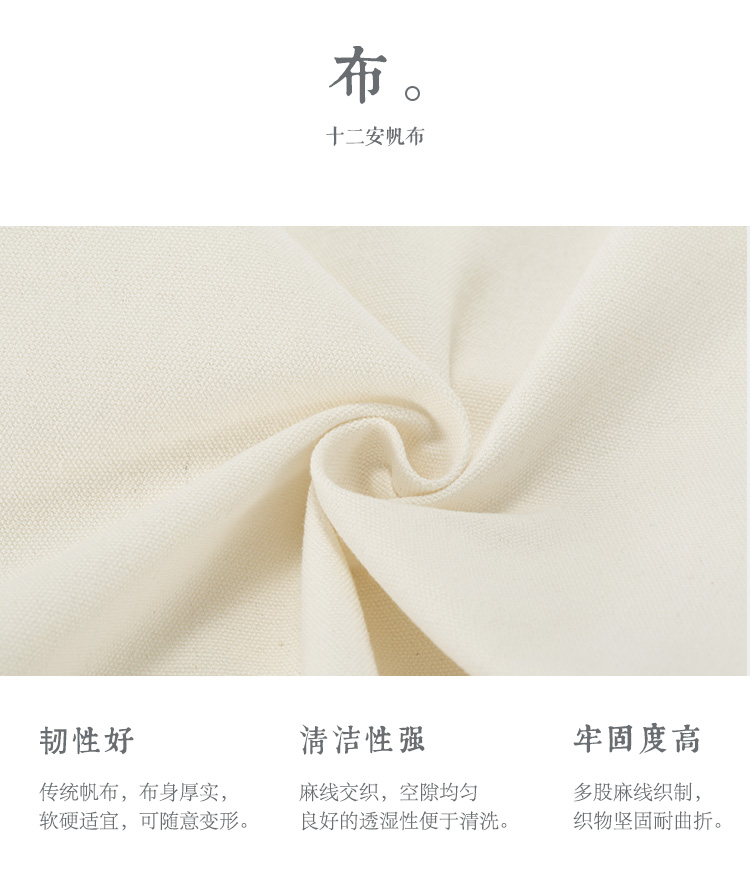 布。
十二安帆布
韧性好
传统帆布，布身厚实，
软硬适宜，可随意变形。
清洁性强
麻线交织，空隙均匀
良好的透湿性便于清洗。
牢固度高
多股麻线织制，
织物坚固耐曲折。